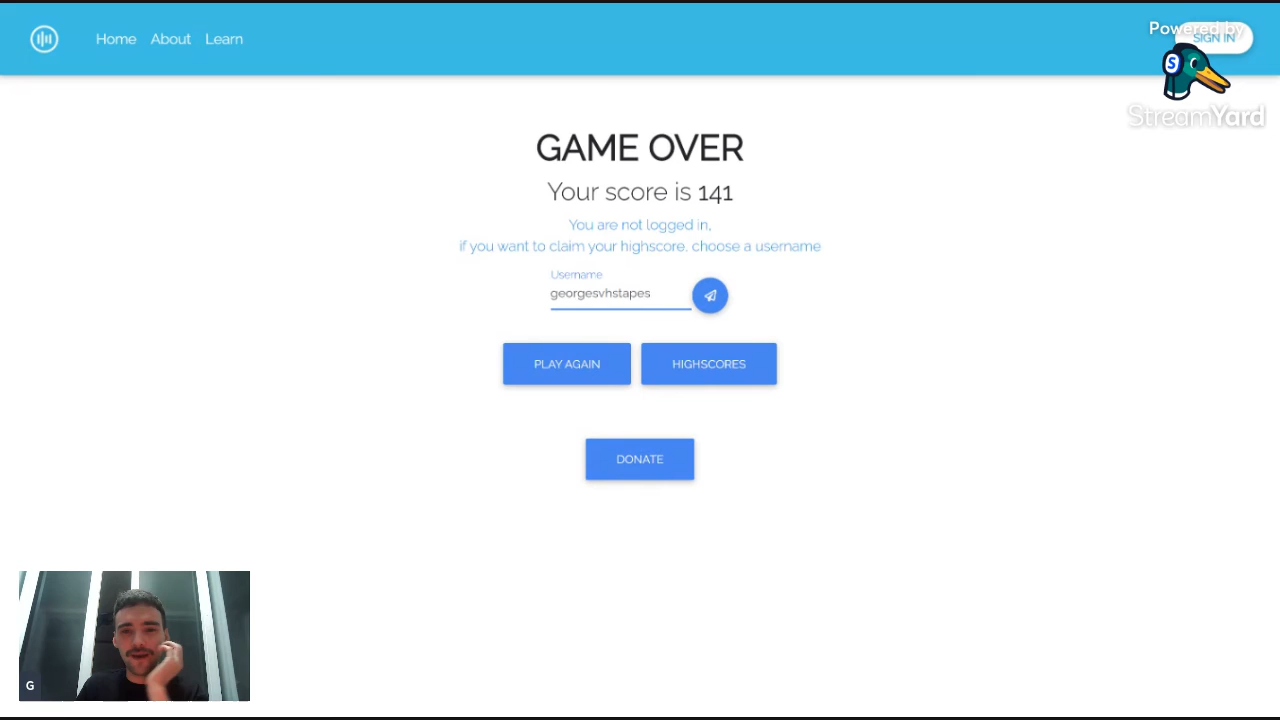 Home About Learn
SIGN IN
Powered by
StreamYard
S
GAME OVER
Your score is 141
You are not logged in,
if you want to claim your highscore. choose a username
Username
georgesvhstapes
PLAY AGAIN HIGHSCORES
DONATE
G